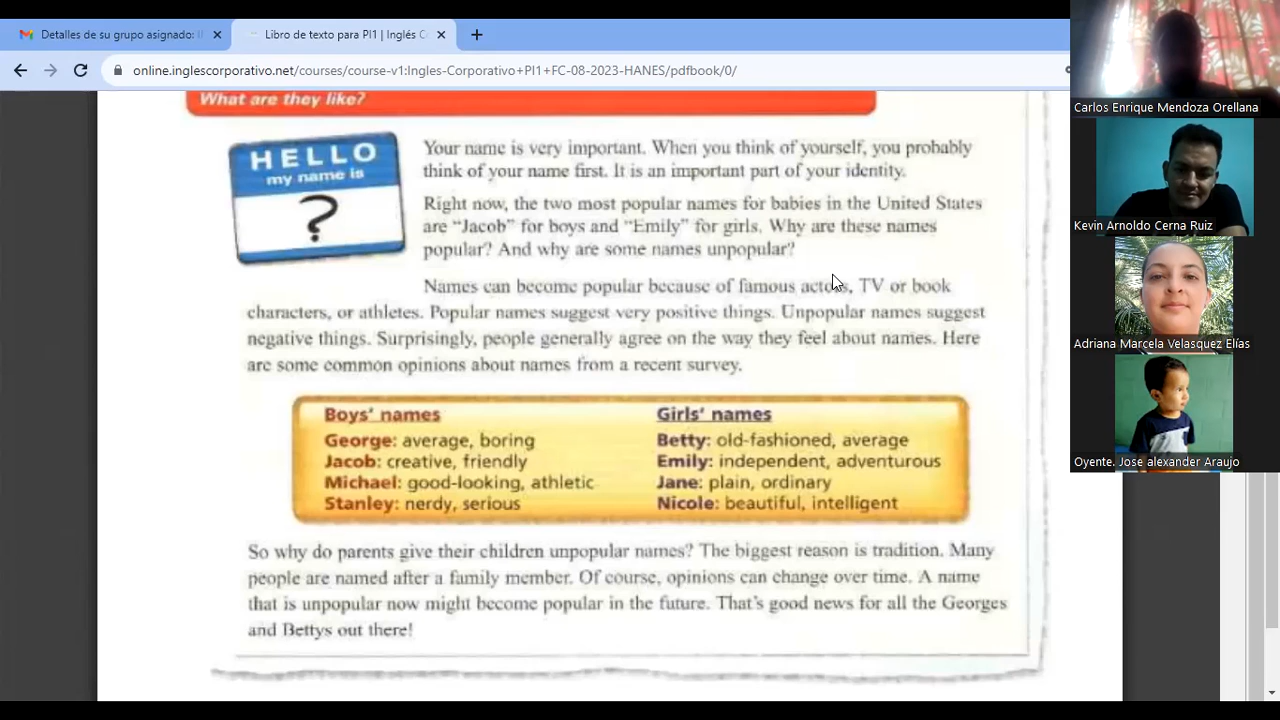 Detalles de su grupo asignado: I
Libro de texto para PI1 | Inglés C
online.inglescorporativo.net/courses/course-v1:Ingles-Corporativo+PI1+FC-08-2023-HANES/pdfbook/0/
What are they like?
HELLO
my name is
?
Your name is very important. When you think of yourself, you probably
think of your name first. It is an important part of your identity.
Right now, the two most popular names for babies in the United States
are “Jacob” for boys and “Emily” for girls. Why are these names
popular? And why are some names unpopular?
Names can become popular because of famous actors, TV or book
characters, or athletes. Popular names suggest very positive things. Unpopular names suggest
negative things. Surprisingly, people generally agree on the way they feel about names. Here
are some common opinions about names from a recent survey.
Boys’ names
George: average, boring
Jacob: creative, friendly
Michael: good-looking, athletic
Stanley: nerdy, serious
Girls’ names
Betty: old-fashioned, average
Emily: independent, adventurous
Jane: plain, ordinary
Nicole: beautiful, intelligent
So why do parents give their children unpopular names? The biggest reason is tradition. Many
people are named after a family member. Of course, opinions can change over time. A name
that is unpopular now might become popular in the future. That’s good news for all the Georges
and Bettys out there!
Carlos Enrique Mendoza Orellana
Kevin Arnoldo Cerna Ruiz
Adriana Marcela Velasquez Elías
Oyente. Jose alexander Araujo